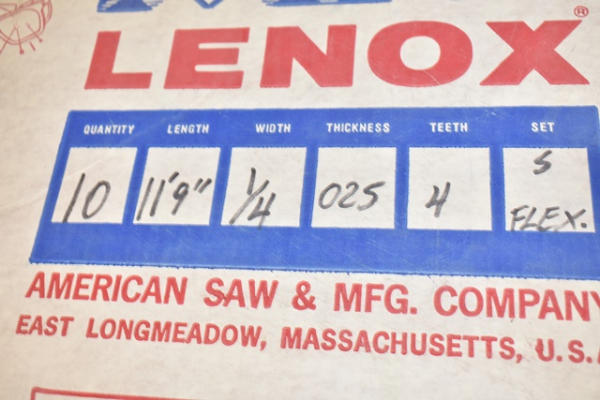 LENOX®
QUANTITY LENGTH WIDTH THICKNESS TEETH SET
10 11'9" 1/4 025 4 S FLEX.
AMERICAN SAW & MFG. COMPANY
EAST LONGMEADOW, MASSACHUSETTS, U.S.A